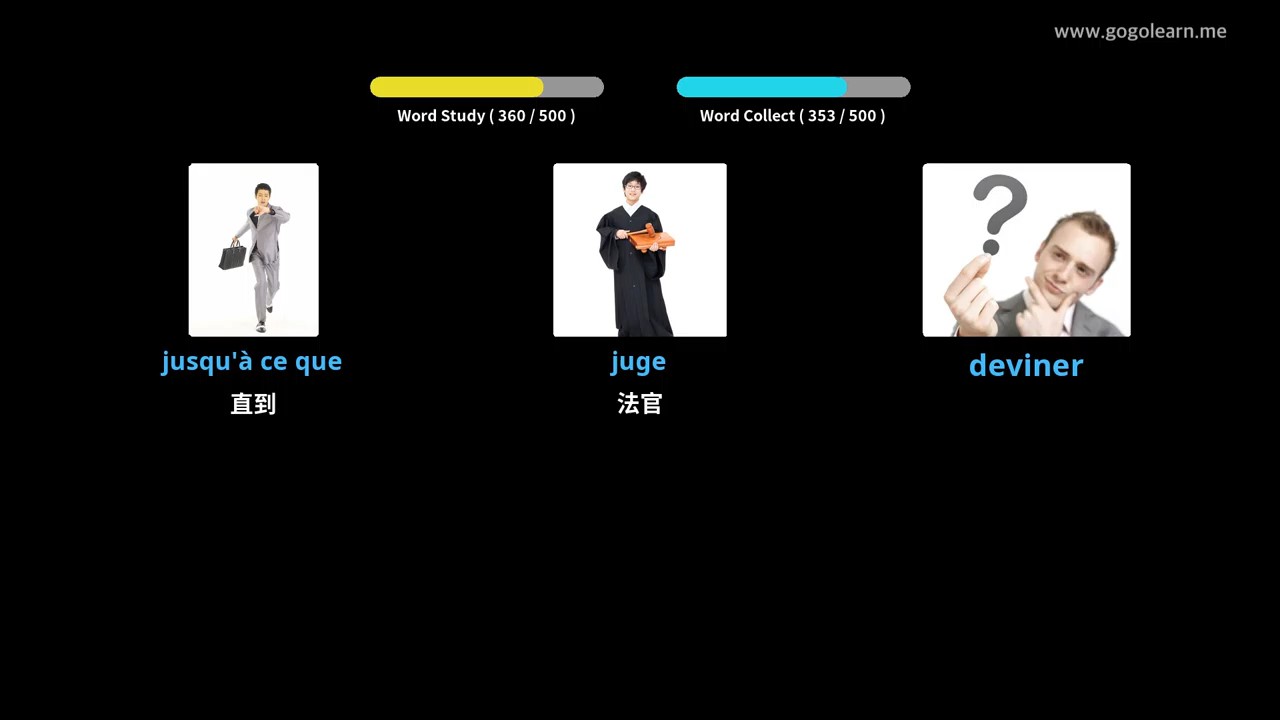 www.gogolearn.me
Word Study ( 360 / 500 )
Word Collect ( 353 / 500 )
jusqu'à ce que
直到
juge
法官
deviner